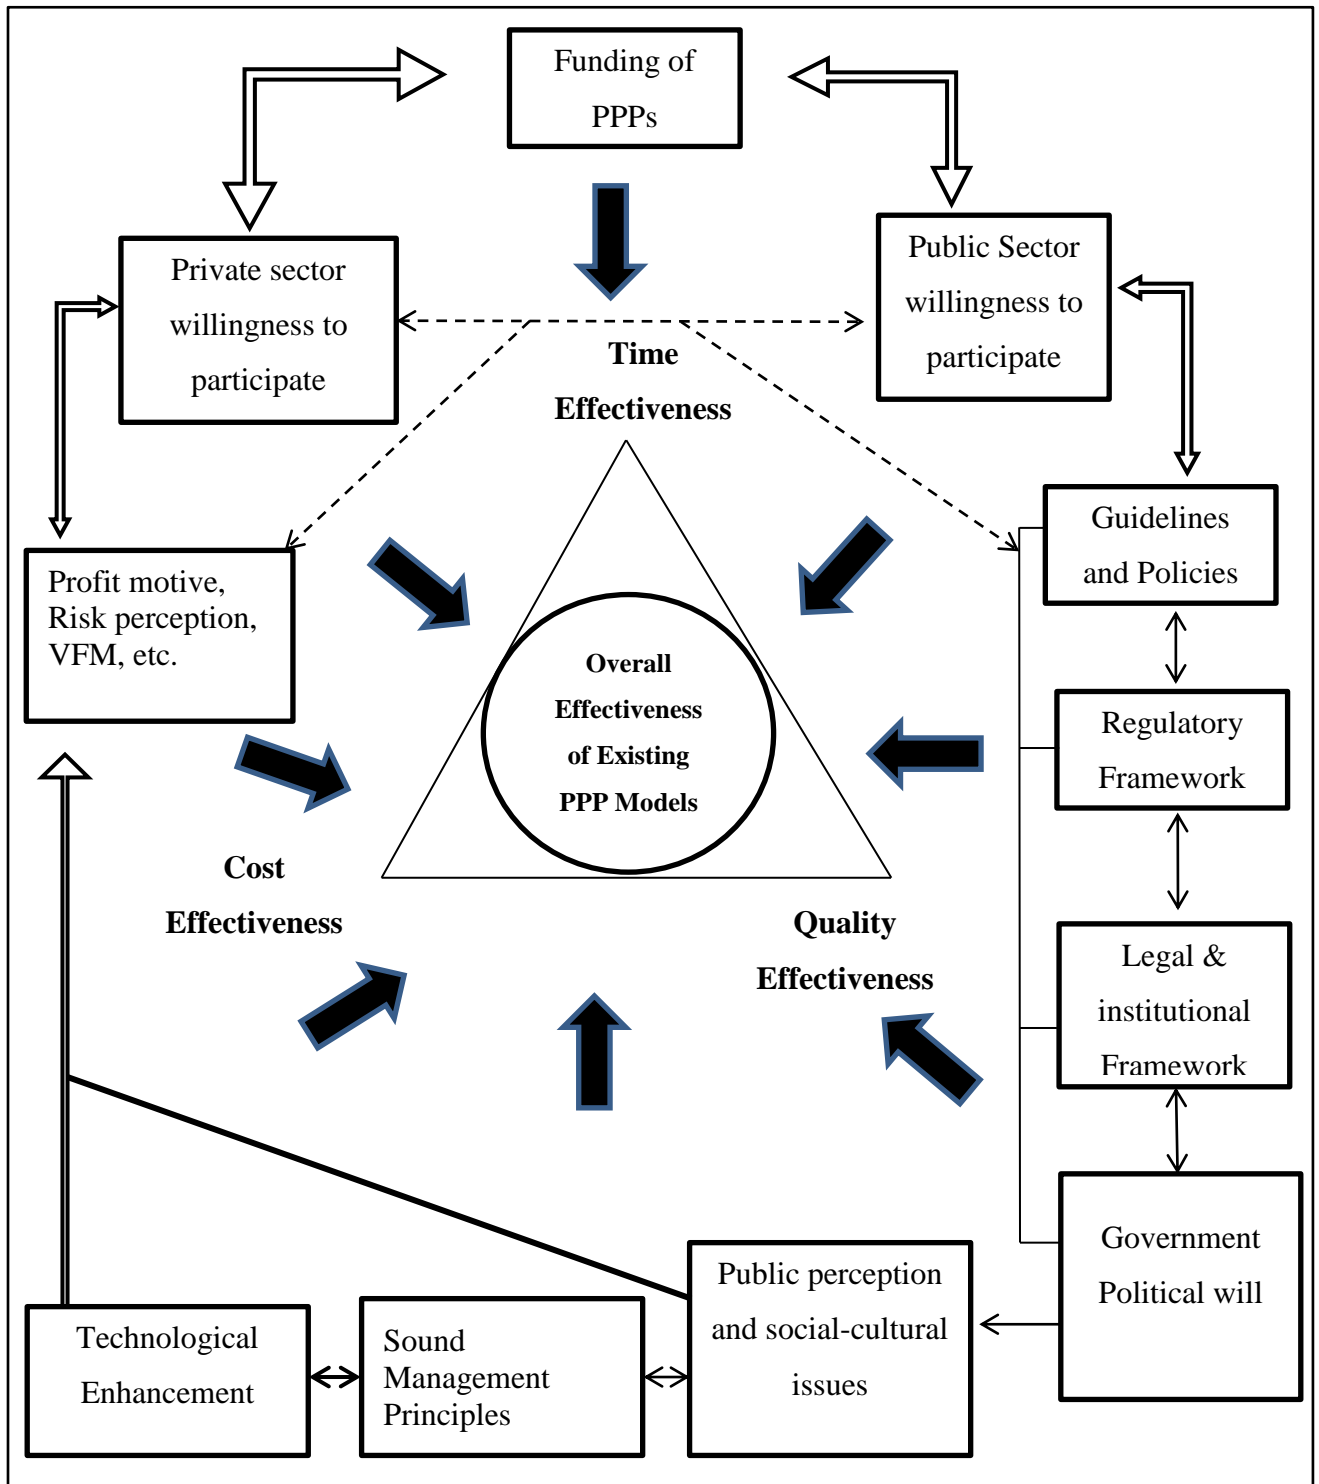 Funding of
PPPs
Private sector
willingness to
participate
Public Sector
willingness to
participate
Time
Effectiveness
Guidelines
and Policies
Profit motive,
Risk perception,
VFM, etc.
Overall
Effectiveness
of Existing
PPP Models
Regulatory
Framework
Cost
Effectiveness
Quality
Effectiveness
Legal &
institutional
Framework
Government
Political will
Public perception
and social-cultural
issues
Sound
Management
Principles
Technological
Enhancement